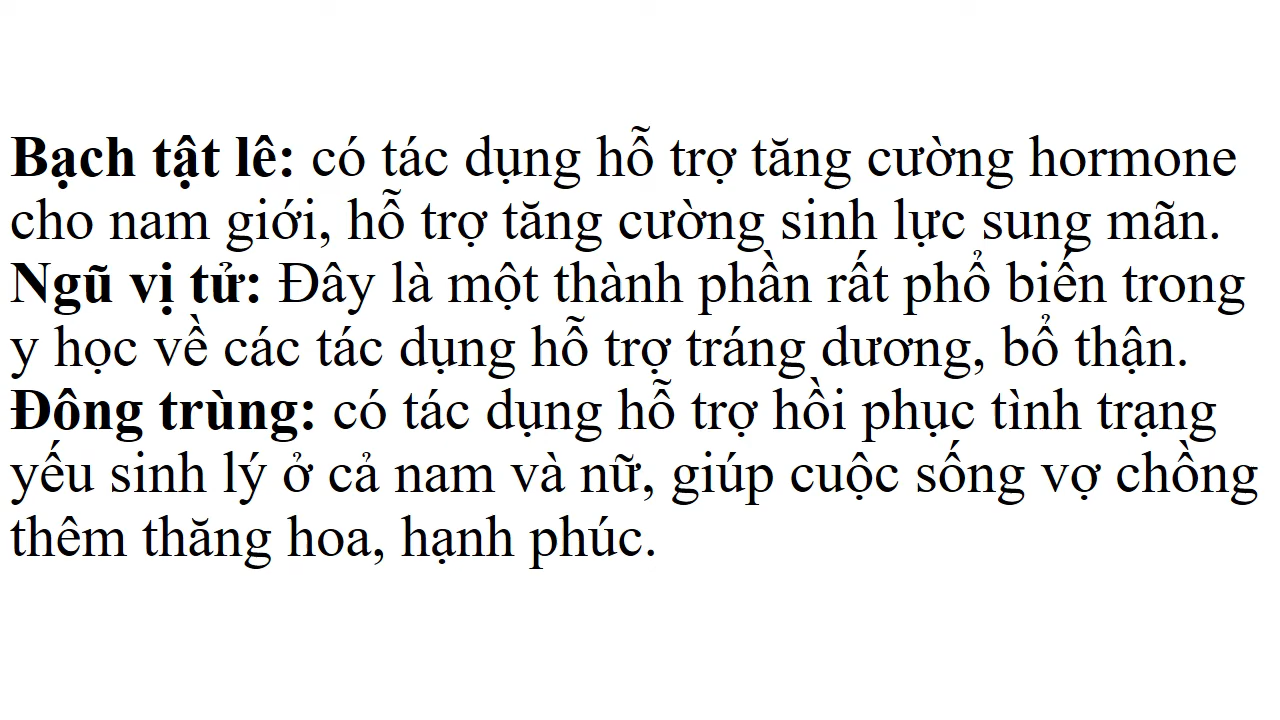 Bạch tật lê: có tác dụng hỗ trợ tăng cường hormone
cho nam giới, hỗ trợ tăng cường sinh lực sung mãn.
Ngũ vị tử: Đây là một thành phần rất phổ biến trong
y học về các tác dụng hỗ trợ tráng dương, bổ thận.
Đông trùng: có tác dụng hỗ trợ hồi phục tình trạng
yếu sinh lý ở cả nam và nữ, giúp cuộc sống vợ chồng
thêm thăng hoa, hạnh phúc.